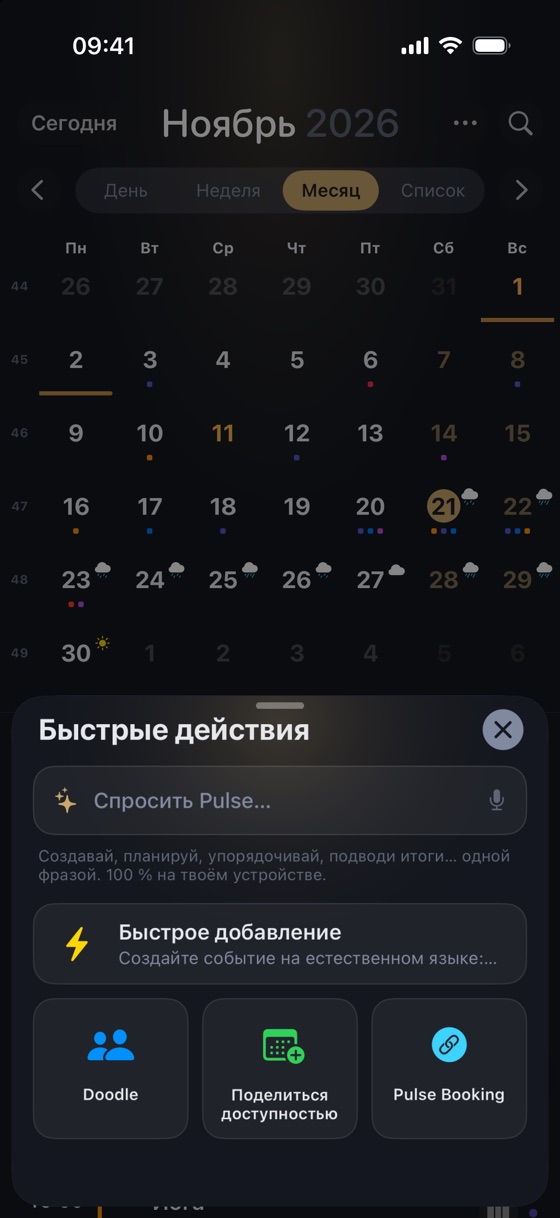 09:41
Сегодня Ноябрь 2026
День Неделя Месяц Список
Пн Вт Ср Чт Пт Сб Вс
44 26 27 28 29 30 31 1
45 2 3 4 5 6 7 8
46 9 10 11 12 13 14 15
47 16 17 18 19 20 21 22
48 23 24 25 26 27 28 29
49 30 1 2 3 4 5 6
Быстрые действия
Спросить Pulse...
Создавай, планируй, упорядочивай, подводи итоги... одной
фразой. 100 % на твоём устройстве.
Быстрое добавление
Создайте событие на естественном языке:...
Doodle
Поделиться
доступностью
Pulse Booking